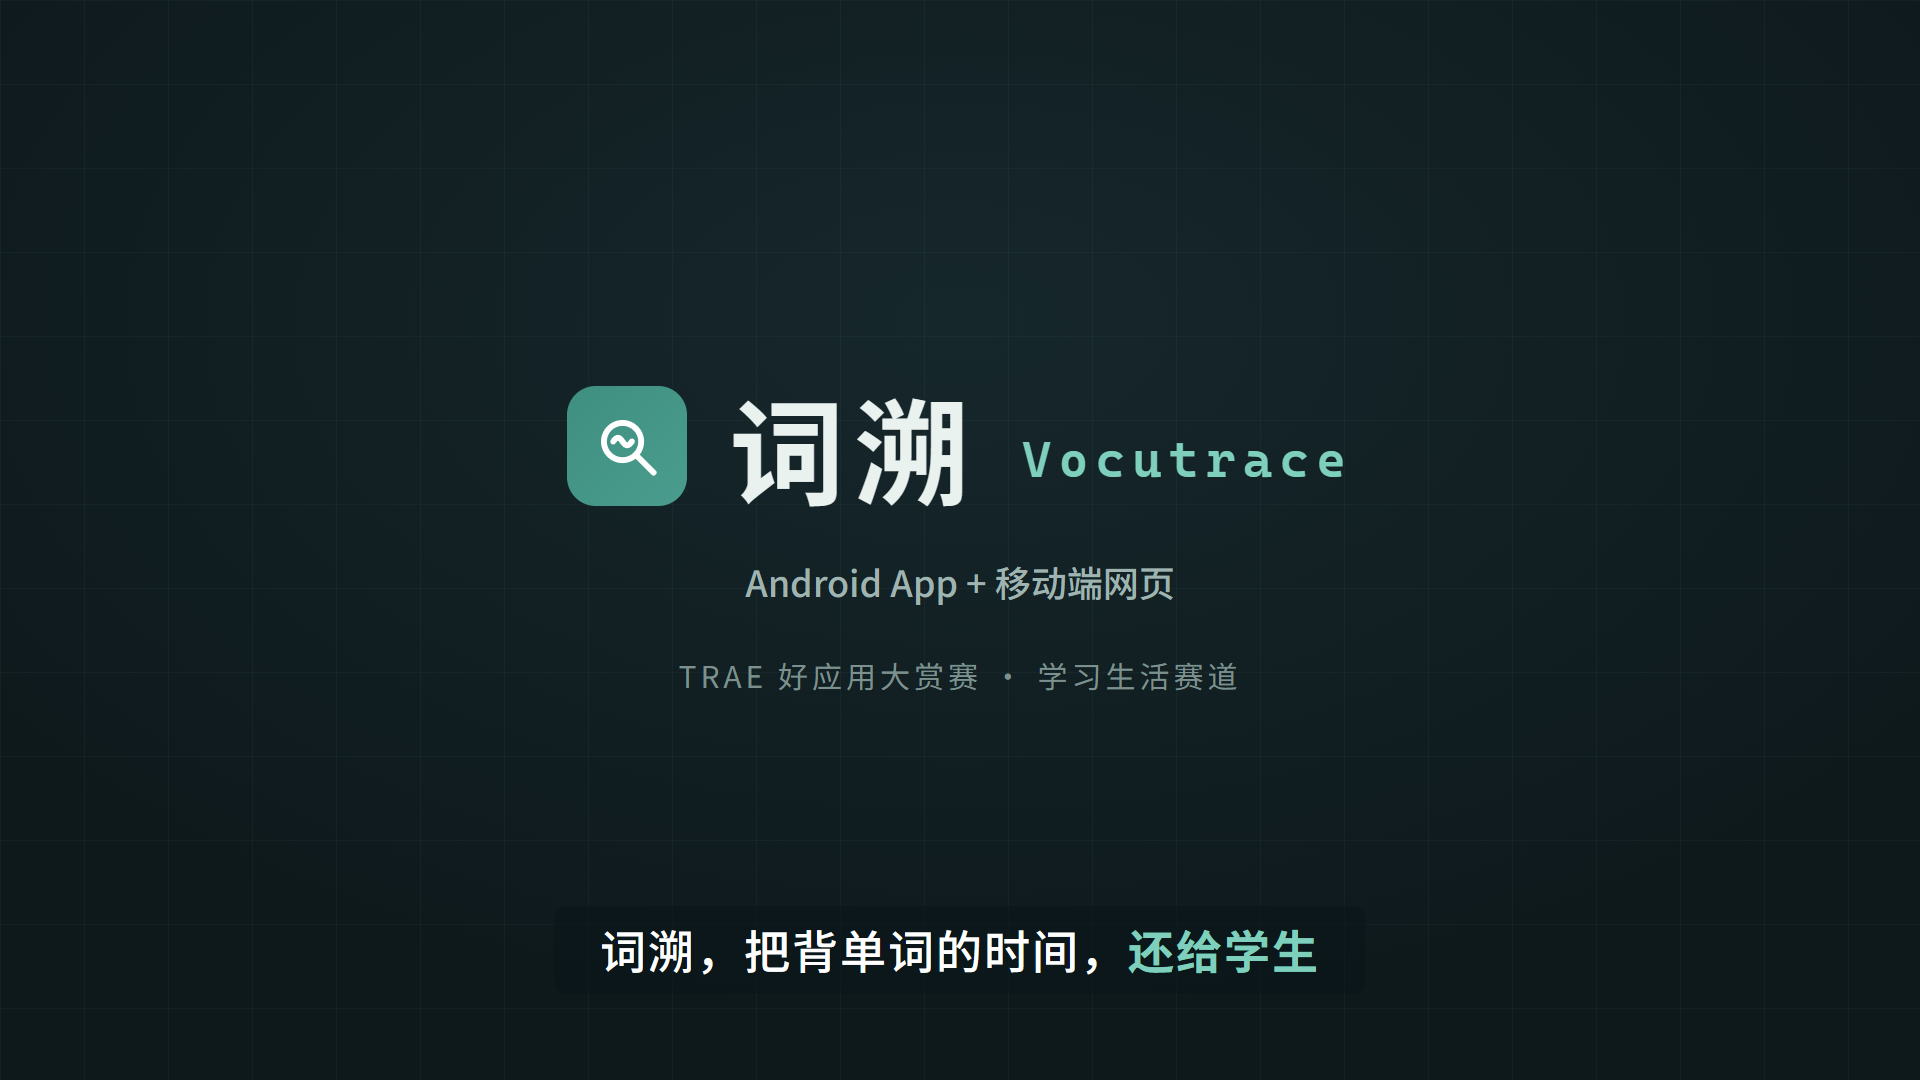 词溯 Vocutrace
Android App + 移动端网页
TRAE 好应用大赏赛 · 学习生活赛道
词溯，把背单词的时间，还给学生